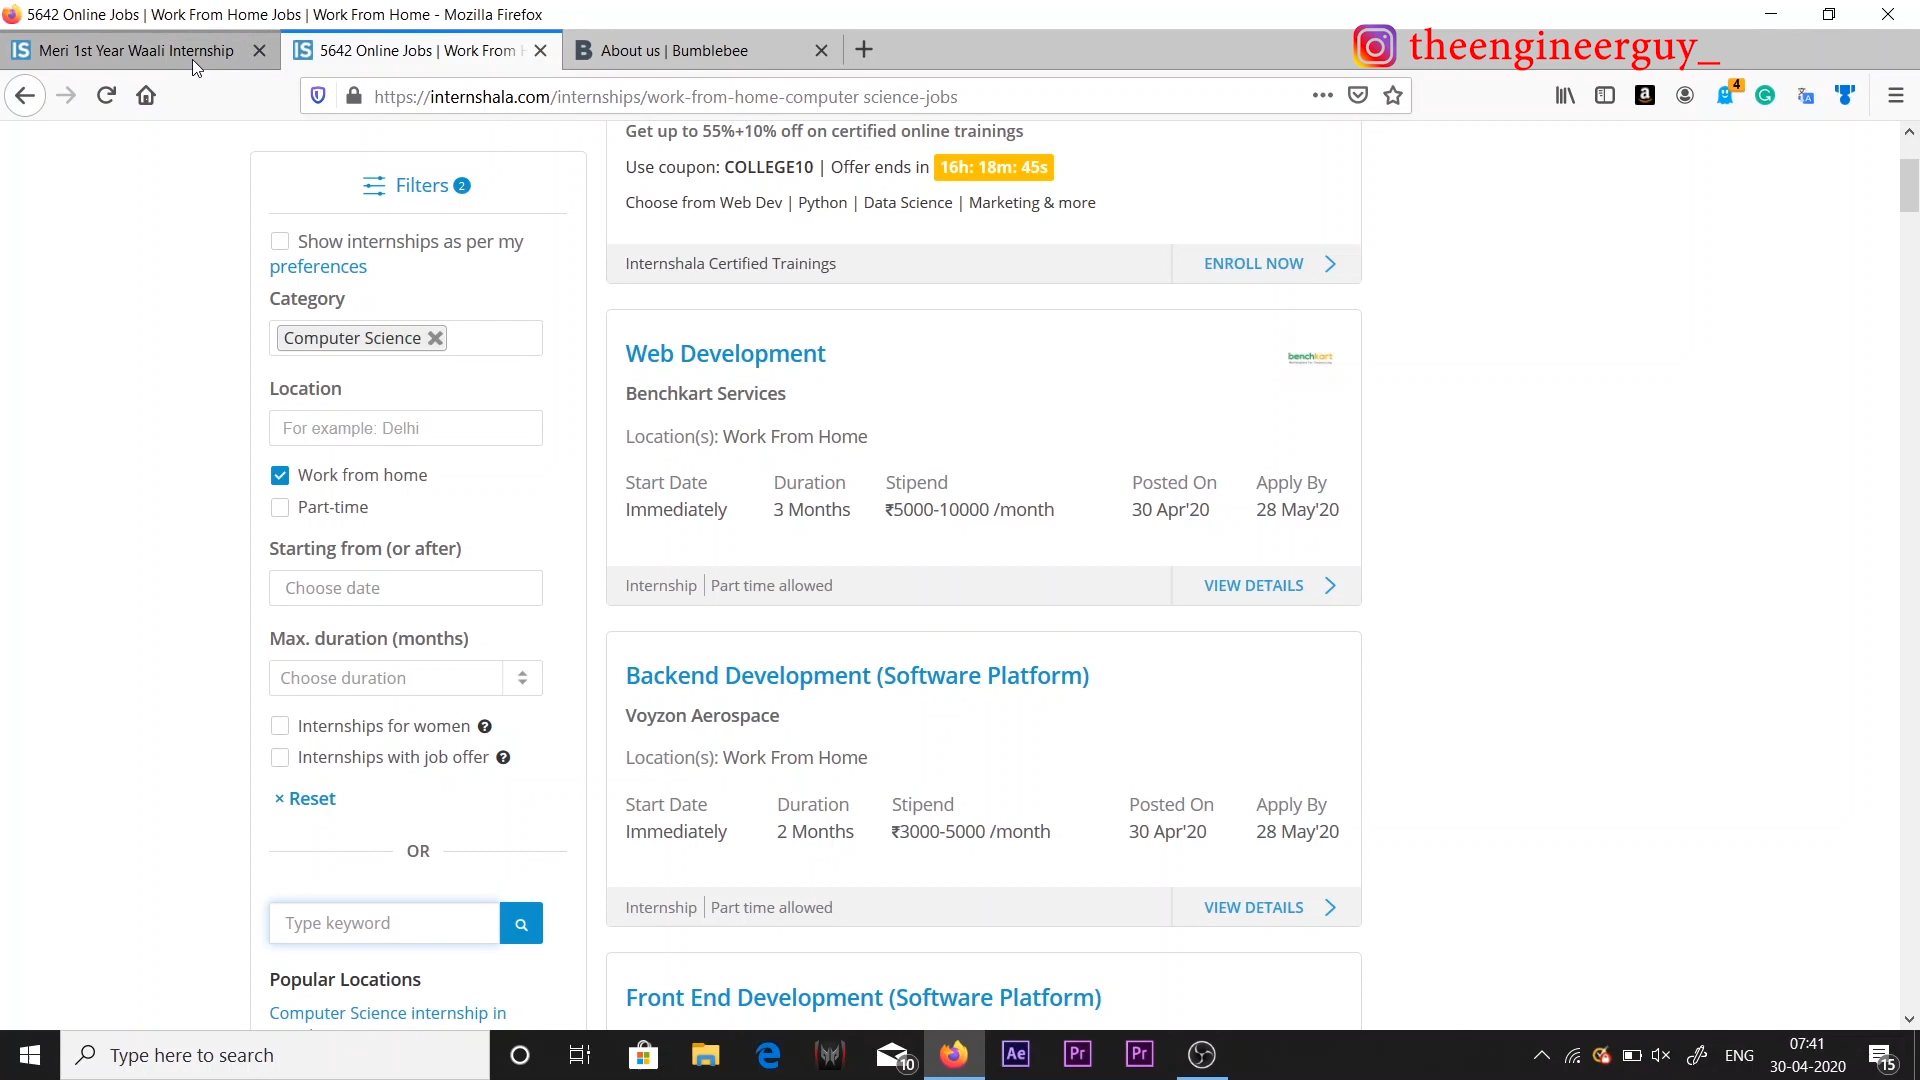 5642 Online Jobs | Work From Home Jobs | Work From Home - Mozilla Firefox
Meri 1st Year Waali Internship
5642 Online Jobs | Work From H
About us | Bumblebee
theengineerguy_
https://internshala.com/internships/work-from-home-computer science-jobs
4
Filters 2
Show internships as per my
preferences
Category
Computer Science
Location
For example: Delhi
Work from home
Part-time
Starting from (or after)
Choose date
Max. duration (months)
Choose duration
Internships for women
Internships with job offer
× Reset
OR
Type keyword
Popular Locations
Computer Science internship in
Get up to 55%+10% off on certified online trainings
Use coupon: COLLEGE10 | Offer ends in 16h: 18m: 45s
Choose from Web Dev | Python | Data Science | Marketing & more
Internshala Certified Trainings
ENROLL NOW
Web Development
benchkart
Benchkart Services
Location(s): Work From Home
Start Date Duration Stipend Posted On Apply By
Immediately 3 Months ₹5000-10000 /month 30 Apr'20 28 May'20
Internship | Part time allowed
VIEW DETAILS
Backend Development (Software Platform)
Voyzon Aerospace
Location(s): Work From Home
Start Date Duration Stipend Posted On Apply By
Immediately 2 Months ₹3000-5000 /month 30 Apr'20 28 May'20
Internship | Part time allowed
VIEW DETAILS
Front End Development (Software Platform)
Type here to search
10
Ae
Pr
Pr
ENG
07:41
30-04-2020
15